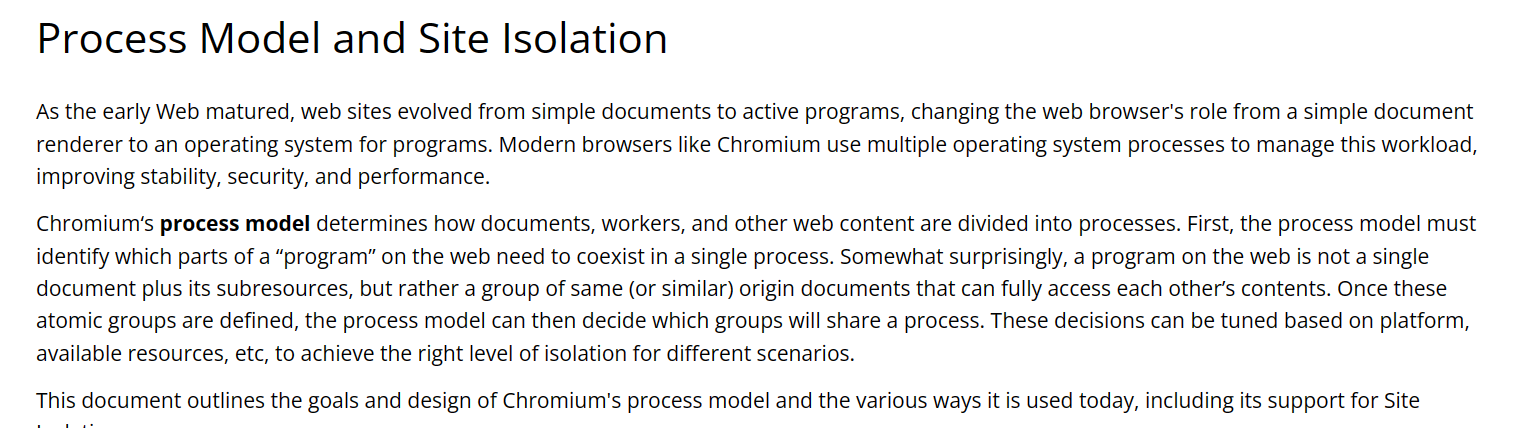 Process Model and Site Isolation
As the early Web matured, web sites evolved from simple documents to active programs, changing the web browser's role from a simple document
renderer to an operating system for programs. Modern browsers like Chromium use multiple operating system processes to manage this workload,
improving stability, security, and performance.
Chromium‘s process model determines how documents, workers, and other web content are divided into processes. First, the process model must
identify which parts of a “program” on the web need to coexist in a single process. Somewhat surprisingly, a program on the web is not a single
document plus its subresources, but rather a group of same (or similar) origin documents that can fully access each other’s contents. Once these
atomic groups are defined, the process model can then decide which groups will share a process. These decisions can be tuned based on platform,
available resources, etc, to achieve the right level of isolation for different scenarios.
This document outlines the goals and design of Chromium's process model and the various ways it is used today, including its support for Site